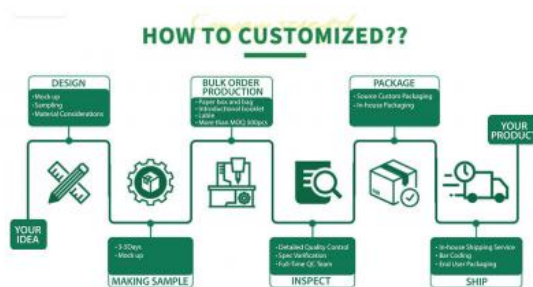 HOW TO CUSTOMIZED??
YOUR
IDEA
DESIGN
• Mock up
• Sampling
• Material Considerations
• 3-5Days
• Mock up
MAKING SAMPLE
BULK ORDER
PRODUCTION
• Paper box and bag
• Introductional booklet
• Lable
• More than MOQ 500pcs
• Detailed Quality Control
• Spec Verification
• Full-Time QC Team
INSPECT
PACKAGE
• Source Custom Packaging
• In-house Packaging
• In-house Shipping Service
• Bar Coding
• End User Packaging
SHIP
YOUR
PRODUCT